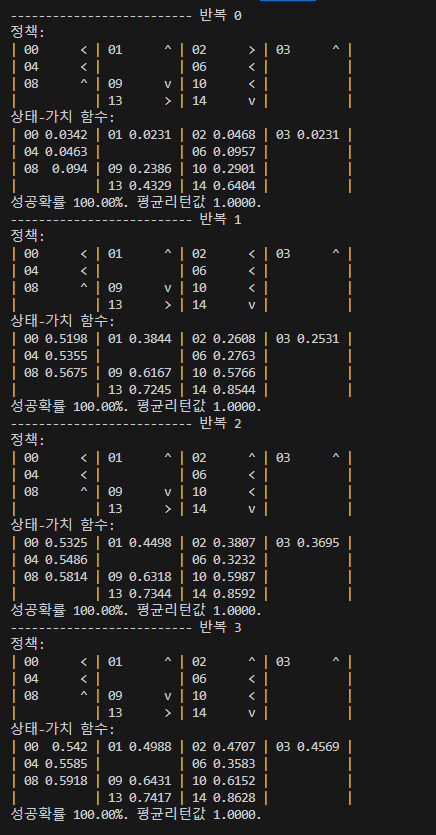 -------------------------- 반복 0
정책:
| 00      < | 01      ^ | 02      > | 03      ^ |
| 04      < |           | 06      < |           |
| 08      ^ | 09      v | 10      < |           |
|           | 13      > | 14      v |           |
상태-가치 함수:
| 00 0.0342 | 01 0.0231 | 02 0.0468 | 03 0.0231 |
| 04 0.0463 |           | 06 0.0957 |           |
| 08  0.094 | 09 0.2386 | 10 0.2901 |           |
|           | 13 0.4329 | 14 0.6404 |           |
성공확률 100.00%. 평균리턴값 1.0000.
-------------------------- 반복 1
정책:
| 00      < | 01      ^ | 02      < | 03      ^ |
| 04      < |           | 06      < |           |
| 08      ^ | 09      v | 10      < |           |
|           | 13      > | 14      v |           |
상태-가치 함수:
| 00 0.5198 | 01 0.3844 | 02 0.2608 | 03 0.2531 |
| 04 0.5355 |           | 06 0.2763 |           |
| 08 0.5675 | 09 0.6167 | 10 0.5766 |           |
|           | 13 0.7245 | 14 0.8544 |           |
성공확률 100.00%. 평균리턴값 1.0000.
-------------------------- 반복 2
정책:
| 00      < | 01      ^ | 02      ^ | 03      ^ |
| 04      < |           | 06      < |           |
| 08      ^ | 09      v | 10      < |           |
|           | 13      > | 14      v |           |
상태-가치 함수:
| 00 0.5325 | 01 0.4498 | 02 0.3807 | 03 0.3695 |
| 04 0.5486 |           | 06 0.3232 |           |
| 08 0.5814 | 09 0.6318 | 10 0.5987 |           |
|           | 13 0.7344 | 14 0.8592 |           |
성공확률 100.00%. 평균리턴값 1.0000.
-------------------------- 반복 3
정책:
| 00      < | 01      ^ | 02      ^ | 03      ^ |
| 04      < |           | 06      < |           |
| 08      ^ | 09      v | 10      < |           |
|           | 13      > | 14      v |           |
상태-가치 함수:
| 00  0.542 | 01 0.4988 | 02 0.4707 | 03 0.4569 |
| 04 0.5585 |           | 06 0.3583 |           |
| 08 0.5918 | 09 0.6431 | 10 0.6152 |           |
|           | 13 0.7417 | 14 0.8628 |           |
성공확률 100.00%. 평균리턴값 1.0000.